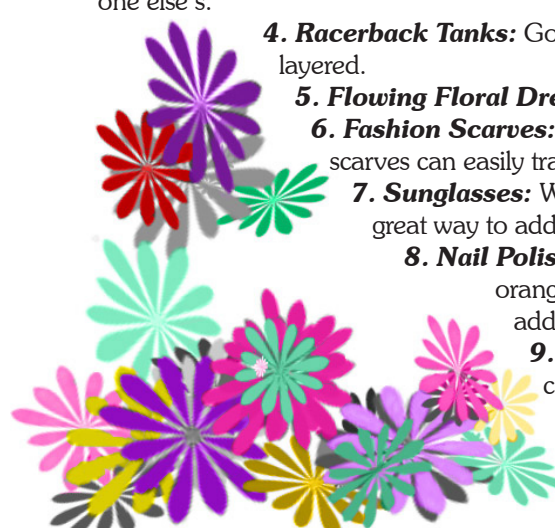 one else's.
4. Racerback Tanks: Go
layered.
5. Flowing Floral Dre
6. Fashion Scarves:
scarves can easily tra
7. Sunglasses: W
great way to add
8. Nail Polis
orang
add
9.
c